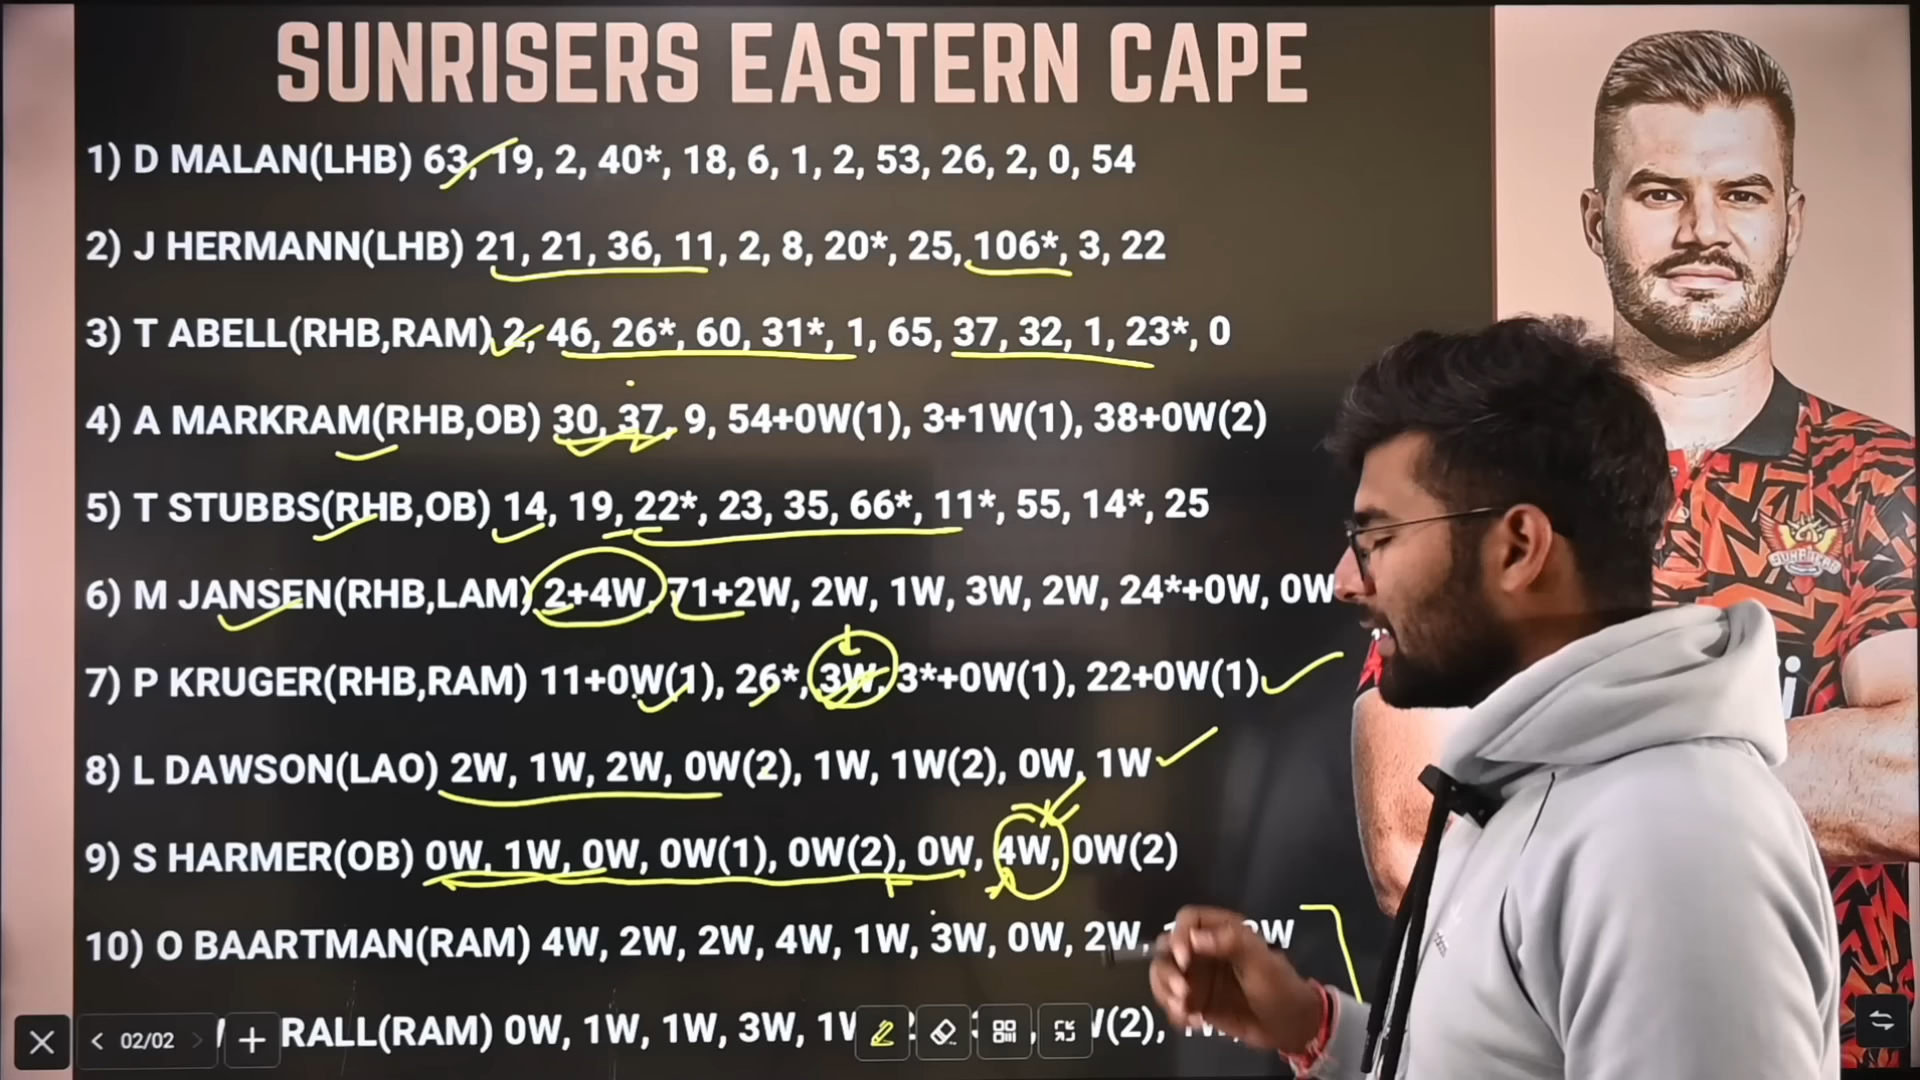 SUNRISERS EASTERN CAPE
1) D MALAN(LHB) 63, 19, 2, 40*, 18, 6, 1, 2, 53, 26, 2, 0, 54
2) J HERMANN(LHB) 21, 21, 36, 11, 2, 8, 20*, 25, 106*, 3, 22
3) T ABELL(RHB,RAM) 2, 46, 26*, 60, 31*, 1, 65, 37, 32, 1, 23*, 0
4) A MARKRAM(RHB,OB) 30, 37, 9, 54+0W(1), 3+1W(1), 38+0W(2)
5) T STUBBS(RHB,OB) 14, 19, 22*, 23, 35, 66*, 11*, 55, 14*, 25
6) M JANSEN(RHB,LAM) 2+4W, 71+2W, 2W, 1W, 3W, 2W, 24*+0W, 0W
7) P KRUGER(RHB,RAM) 11+0W(1), 26*, 3W, 3*+0W(1), 22+0W(1)
8) L DAWSON(LAO) 2W, 1W, 2W, 0W(2), 1W, 1W(2), 0W, 1W
9) S HARMER(OB) 0W, 1W, 0W, 0W(1), 0W(2), 0W, 4W, 0W(2)
10) O BAARTMAN(RAM) 4W, 2W, 2W, 4W, 1W, 3W, 0W, 2W,
RALL(RAM) 0W, 1W, 1W, 3W,
02/02